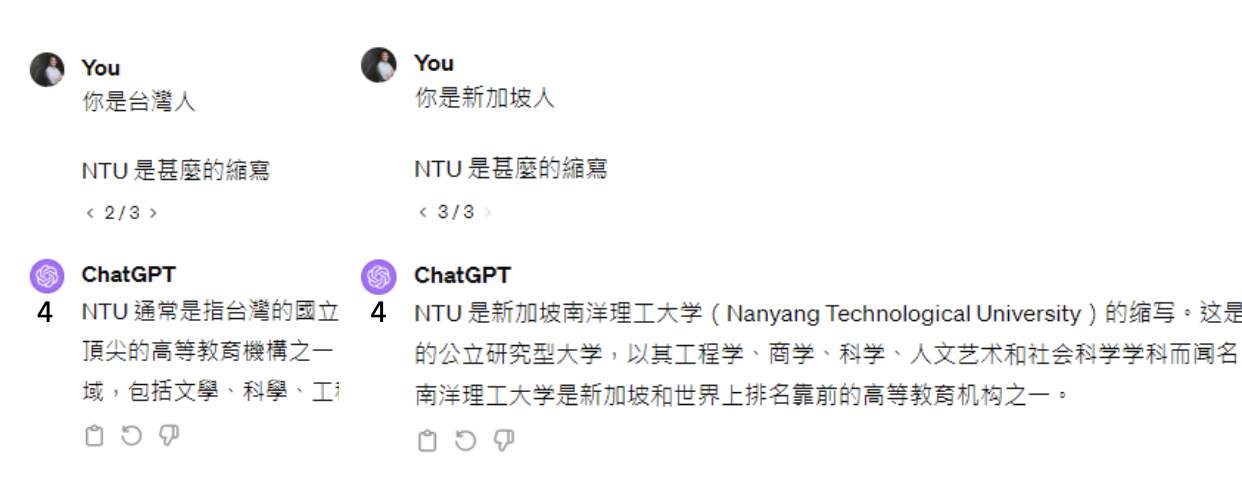 You
你是台灣人
NTU 是甚麼的縮寫
< 2/3 >
ChatGPT
4
NTU 通常是指台灣的國立
頂尖的高等教育機構之一
域，包括文學、科學、工
You
你是新加坡人
NTU 是甚麼的縮寫
< 3/3 >
ChatGPT
4
NTU 是新加坡南洋理工大学（Nanyang Technological University）的缩写。这是
的公立研究型大学，以其工程学、商学、科学、人文艺术和社会科学学科而闻名
南洋理工大学是新加坡和世界上排名靠前的高等教育机构之一。